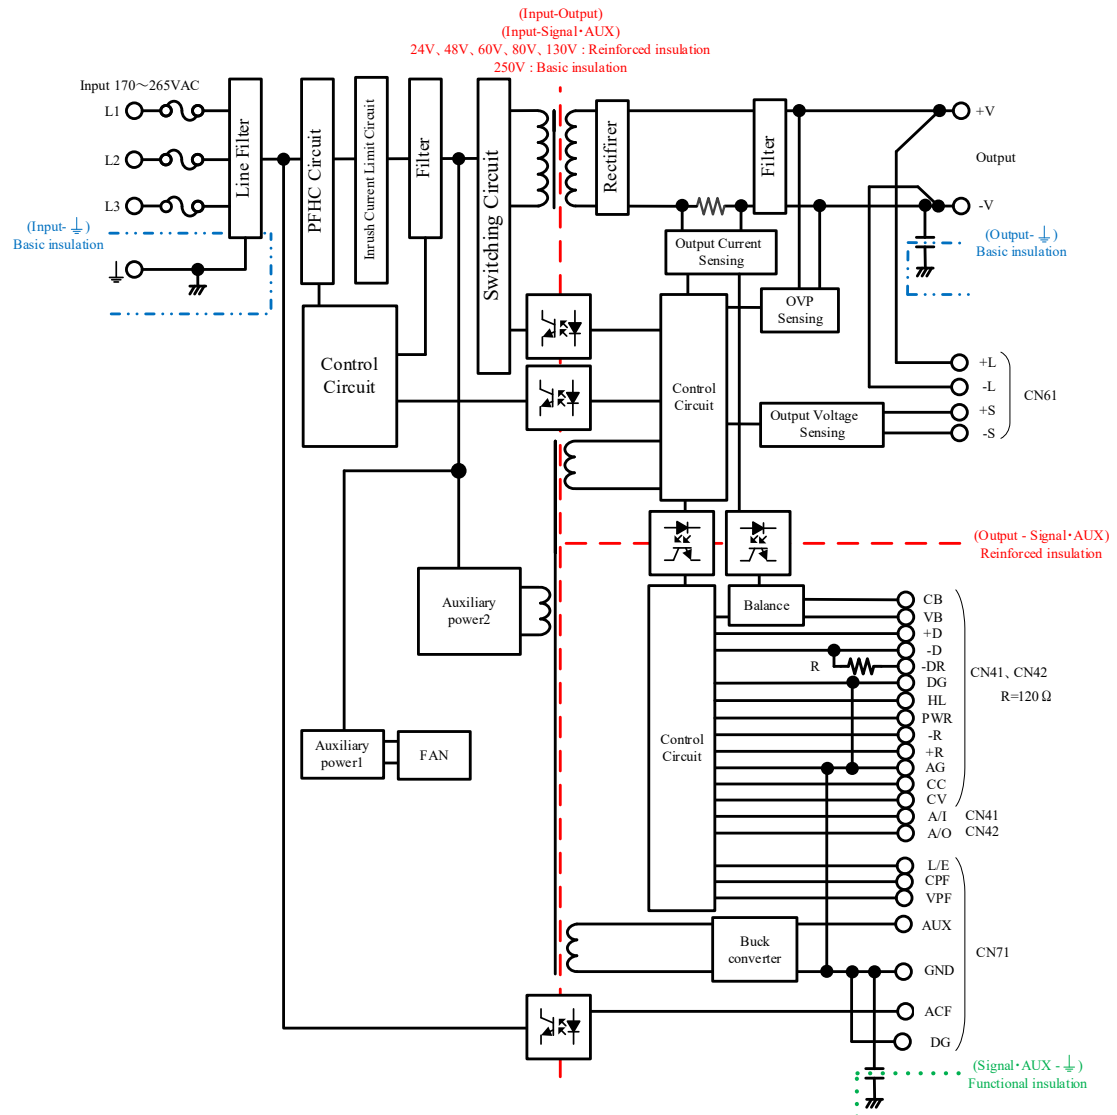 (Input-Output)
(Input-Signal・AUX)
24V、48V、60V、80V、130V : Reinforced insulation
250V : Basic insulation
Input 170～265VAC
L1
L2
L3
(Input-⏚)
Basic insulation
Line Filter
PFHC Circuit
Inrush Current Limit Circuit
Filter
Switching Circuit
Rectifirer
Filter
+V
Output
-V
(Output-⏚)
Basic insulation
Output Current
Sensing
OVP
Sensing
Control
Circuit
Control
Circuit
Output Voltage
Sensing
+L
-L
+S
-S
CN61
(Output - Signal・AUX)
Reinforced insulation
Auxiliary
power2
Balance
CB
VB
+D
-D
R
-DR
DG
HL
PWR
-R
+R
AG
CC
CV
CN41、CN42
R=120 Ω
A/I
CN41
A/O
CN42
Control
Circuit
Auxiliary
power1
FAN
L/E
CPF
VPF
AUX
Buck
converter
GND
ACF
DG
CN71
(Signal・AUX -⏚)
Functional insulation